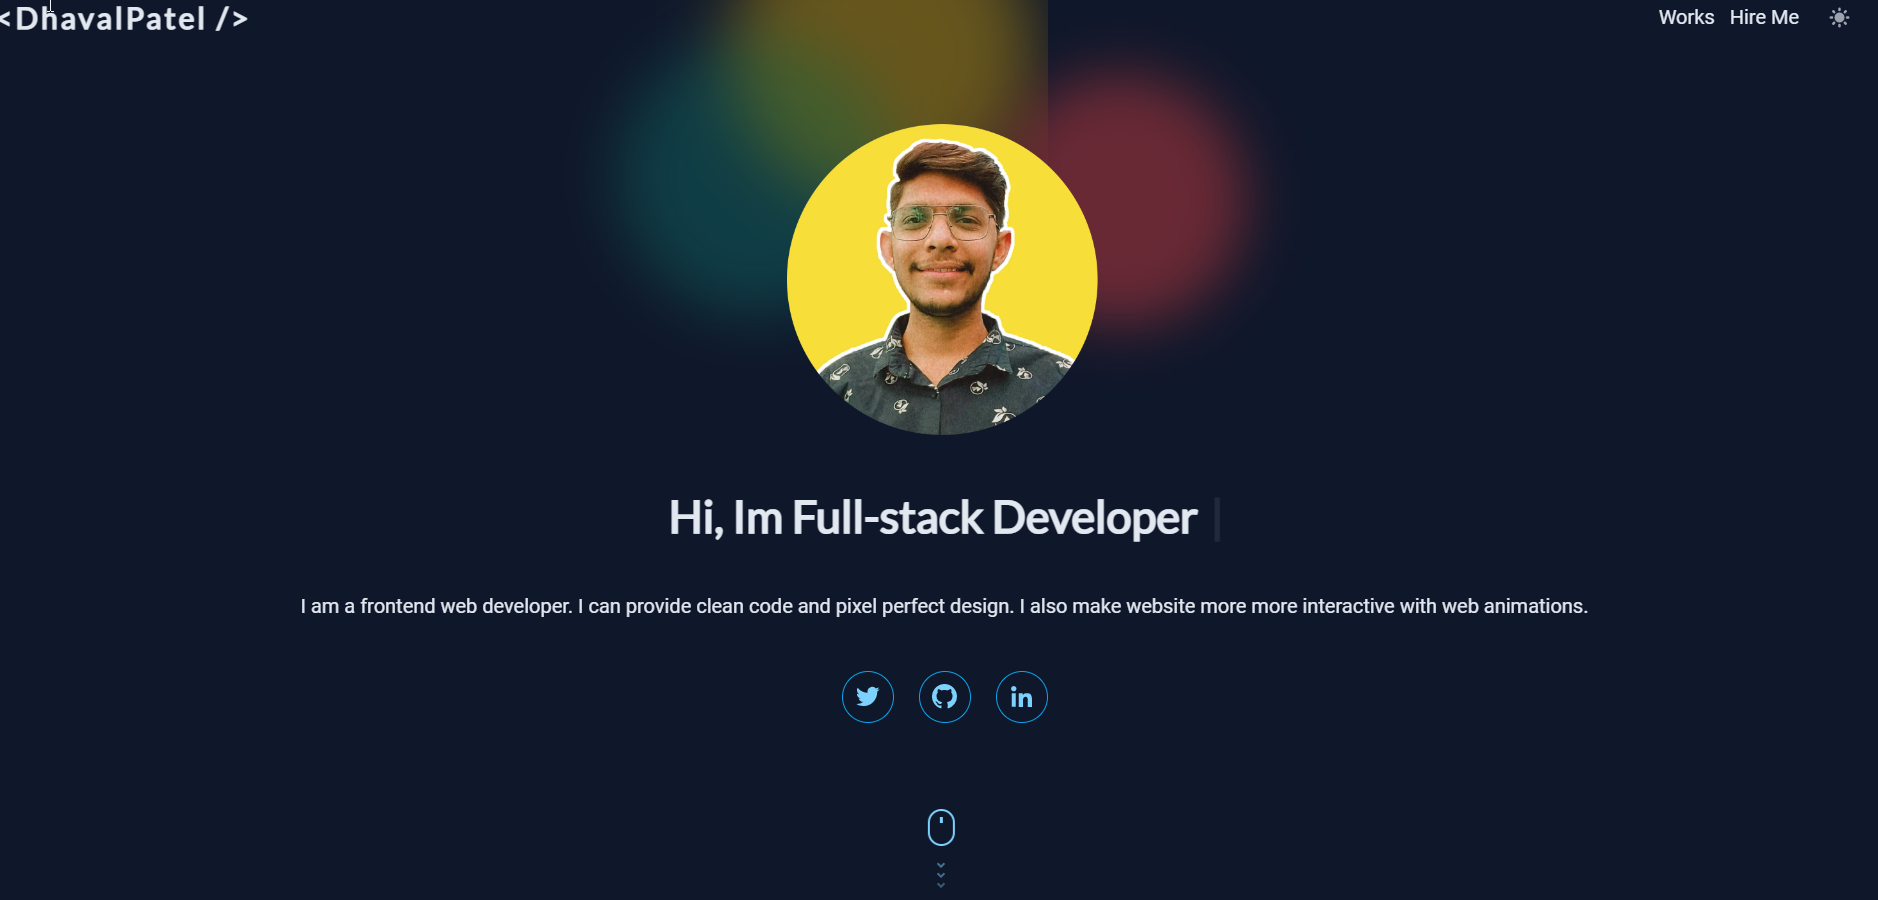 <DhavalPatel />
Works Hire Me
Hi, Im Full-stack Developer
I am a frontend web developer. I can provide clean code and pixel perfect design. I also make website more more interactive with web animations.
in